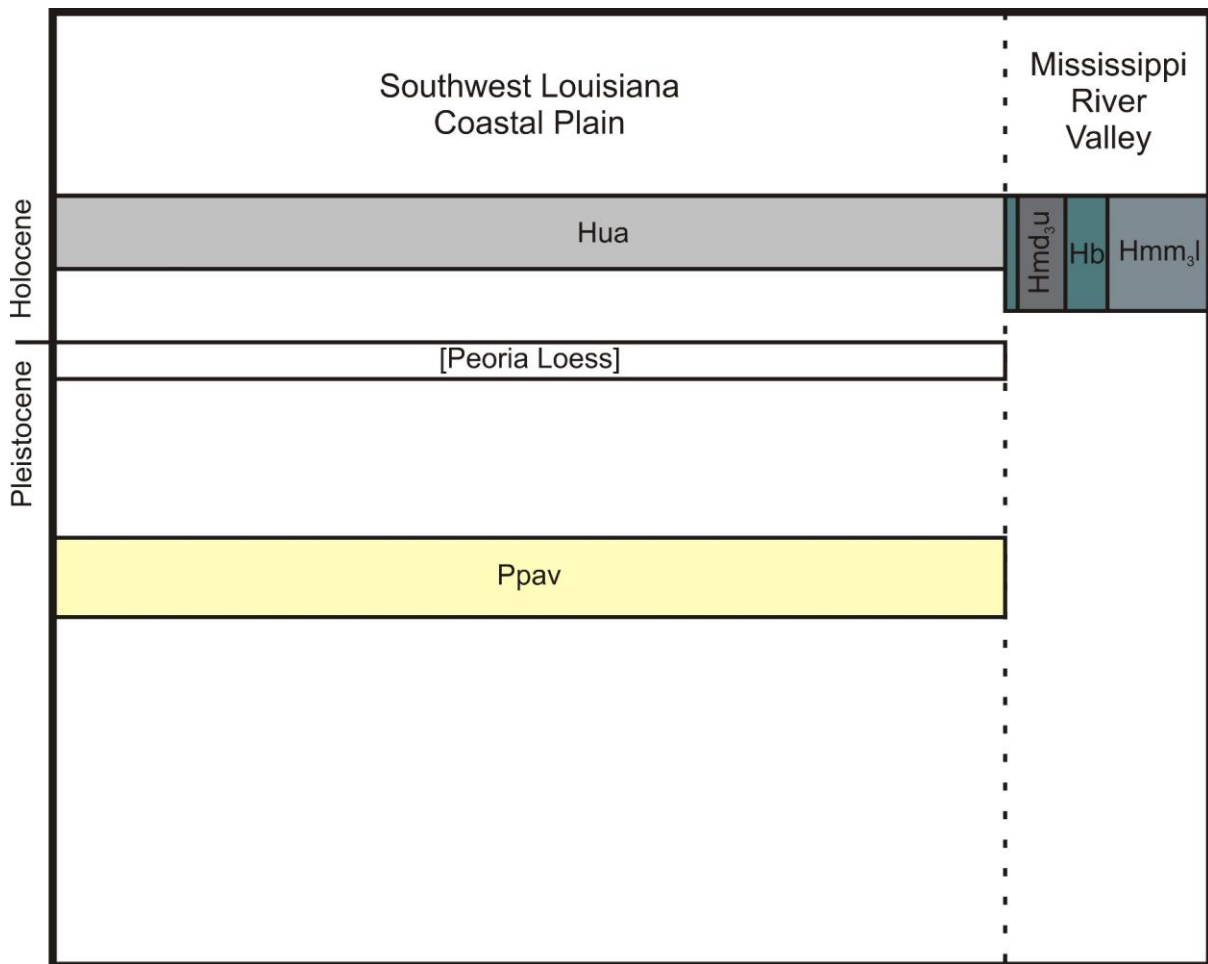 Southwest Louisiana
Coastal Plain
Mississippi
River
Valley
Holocene
Hua
Hmd₃u
Hb
Hmm₃l
Pleistocene
[Peoria Loess]
Ppav